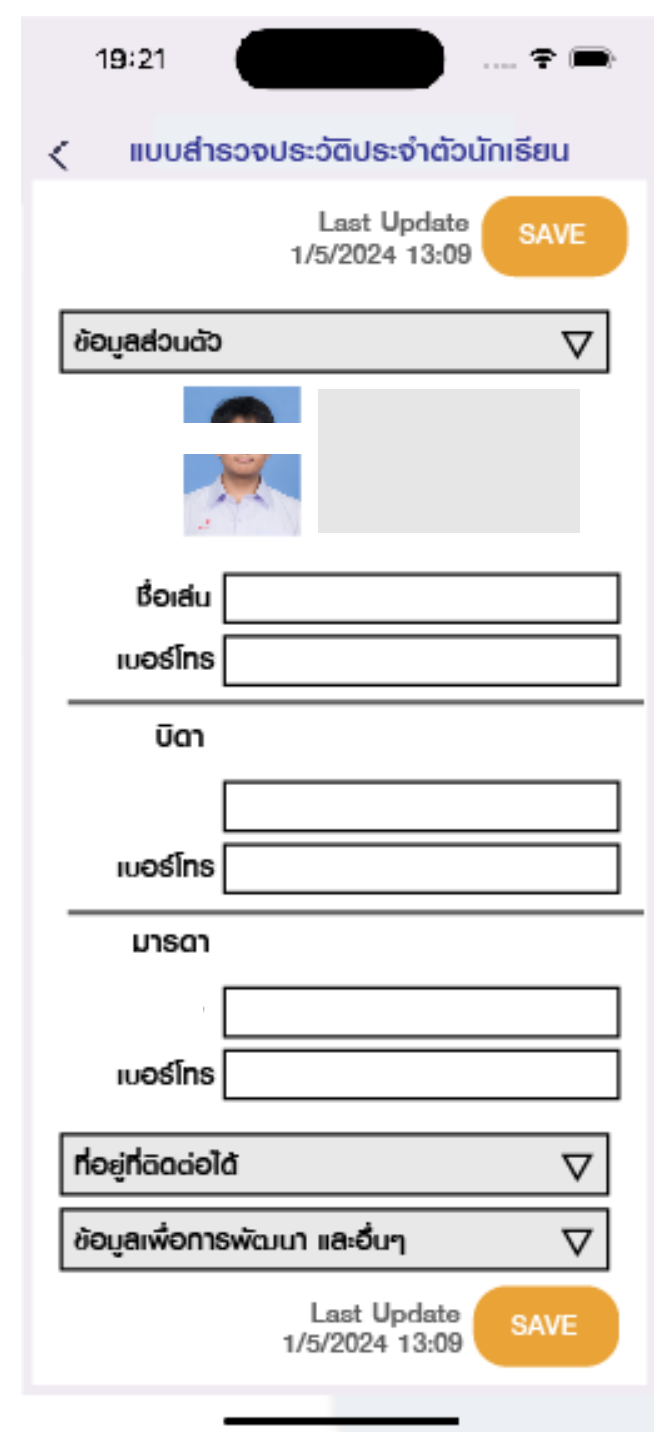 19:21
แบบสำรวจประวัติประจำตัวนักเรียน
Last Update
1/5/2024 13:09
SAVE
ข้อมูลส่วนตัว
ชื่อเล่น
เบอร์โทร
บิดา
เบอร์โทร
มารดา
เบอร์โทร
ที่อยู่ที่ติดต่อได้
ข้อมูลเพื่อการพัฒนา และอื่นๆ
Last Update
1/5/2024 13:09
SAVE